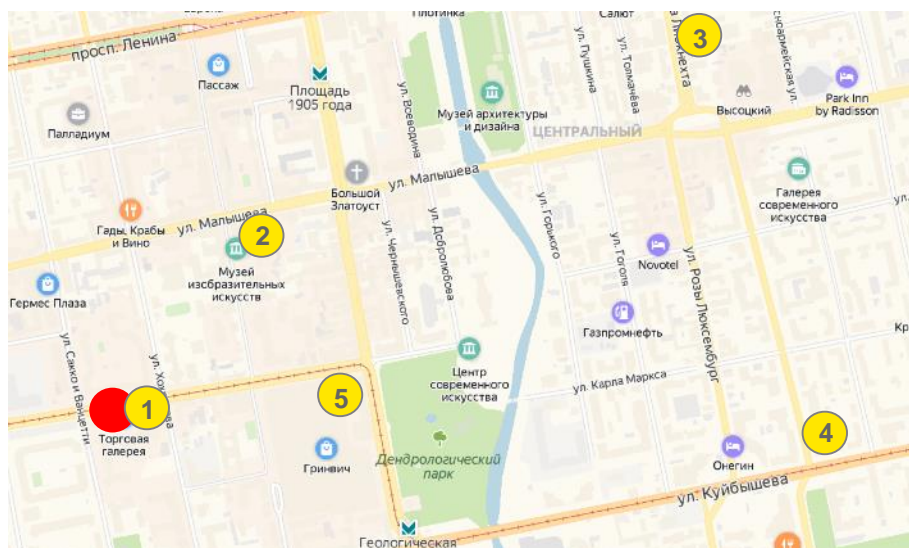 Плотинка
Салют
просп. Ленина
Пассаж
Площадь
1905 года
Палладиум
ул. Воеводина
Музей архитектуры
и дизайна
ул. Пушкина
ул. Толмачёва
3
Высоцкий
Park Inn
by Radisson
ЦЕНТРАЛЬНЫЙ
Большой
Златоуст
ул. Малышева
ул. Малышева
Гады, Крабы
и Вино
2
Музей
изобразительных
искусств
Гермес Плаза
ул. Чернышевского
ул. Добролюбова
ул. Горького
ул. Гоголя
Novotel
Галерея
современного
искусства
Газпромнефть
ул. Розы Люксембург
ул. Сакко и Ванцетти
Центр
современного
искусства
ул. Карла Маркса
1
5
4
Торговая
галерея
Гринвич
Дендрологический
парк
Онегин
ул. Куйбышева
Геологическая